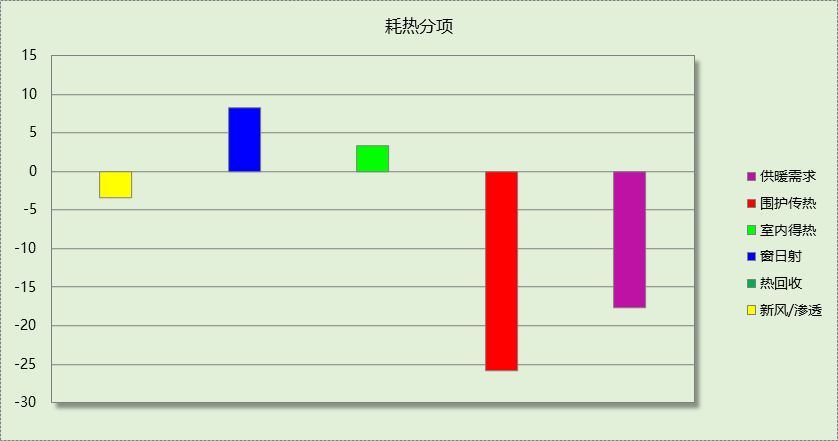 耗热分项
15
10
5
0
-5
-10
-15
-20
-25
-30
供暖需求
围护传热
室内得热
窗日射
热回收
新风/渗透